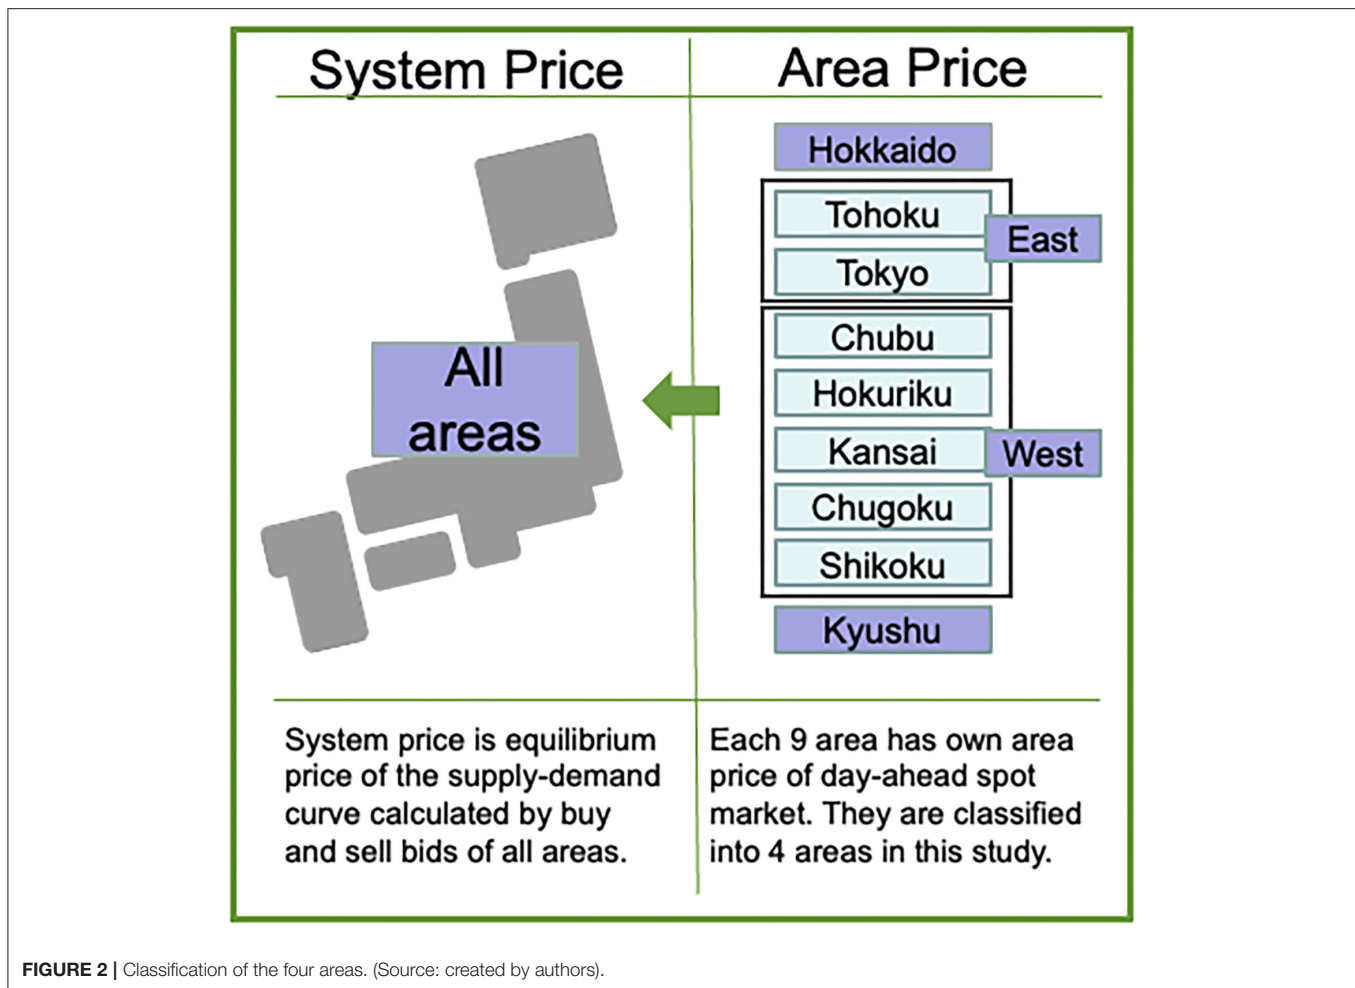 System Price
Area Price
All
areas
Hokkaido
Tohoku
East
Tokyo
Chubu
Hokuriku
Kansai
West
Chugoku
Shikoku
Kyushu
System price is equilibrium
price of the supply-demand
curve calculated by buy
and sell bids of all areas.
Each 9 area has own area
price of day-ahead spot
market. They are classified
into 4 areas in this study.
FIGURE 2 | Classification of the four areas. (Source: created by authors).